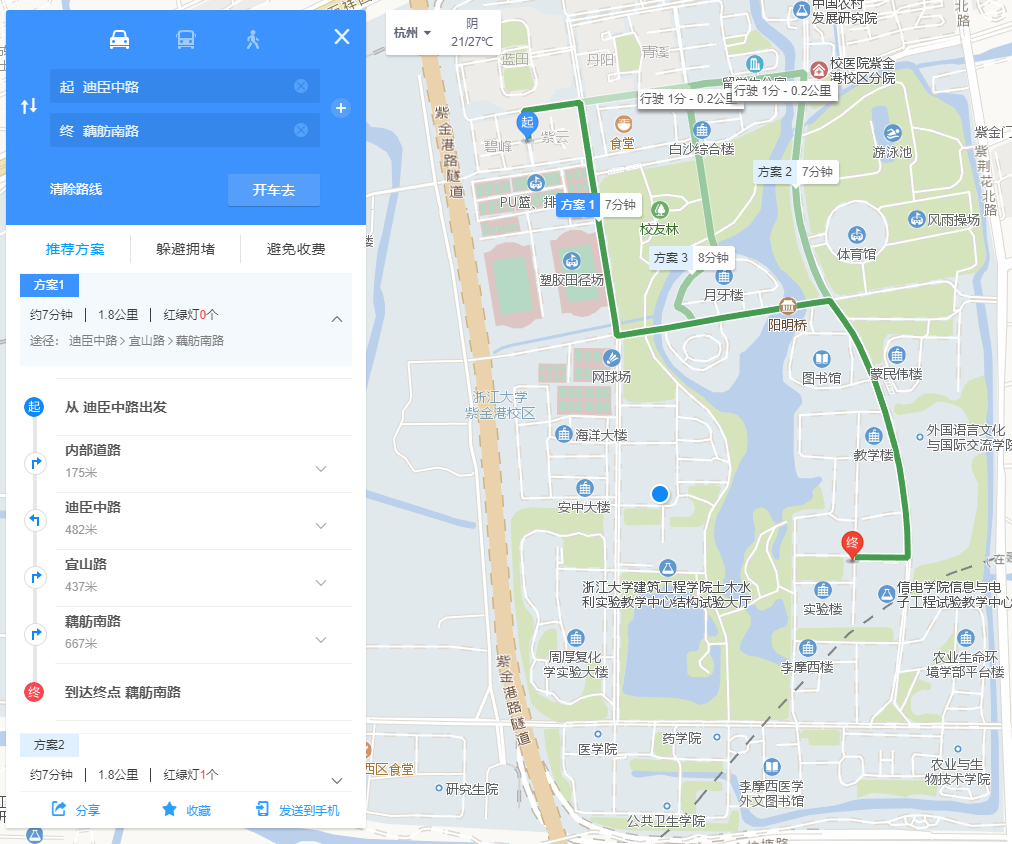 起 迪臣中路
终 藕舫南路
清除路线
开车去
推荐方案
躲避拥堵
避免收费
方案1
约7分钟 | 1.8公里 | 红绿灯0个
途径： 迪臣中路 > 宜山路 > 藕舫南路
起 从 迪臣中路出发
内部道路
175米
迪臣中路
482米
宜山路
437米
藕舫南路
667米
终 到达终点 藕舫南路
方案2
约7分钟 | 1.8公里 | 红绿灯1个
分享
收藏
发送到手机
杭州
阴
21/27℃
中国农村
发展研究院
北路
蓝田
丹阳
青溪
留学生公寓
校医院紫金
港校区分院
行驶 1分 - 0.2公里
行驶 1分 - 0.2公里
紫金港路隧道
起
碧峰
紫云
食堂
白沙综合楼
游泳池
紫金门
紫荆花北路
方案 2 7分钟
PU篮、排
方案 1 7分钟
校友林
风雨操场
体育馆
方案 3 8分钟
塑胶田径场
月牙楼
阳明桥
网球场
图书馆
蒙民伟楼
浙江大学
紫金港校区
海洋大楼
教学楼
外国语言文化
与国际交流学院
安中大楼
终
在建
浙江大学建筑工程学院土木水
利实验教学中心结构试验大厅
实验楼
信电学院信息与电
子工程试验教学中心
周厚复化
学实验大楼
李摩西楼
农业生命环
境学部平台楼
紫金港路隧道
医学院
药学院
西区食堂
研究生院
李摩西医学
外文图书馆
农业与生
物技术学院
公共卫生学院